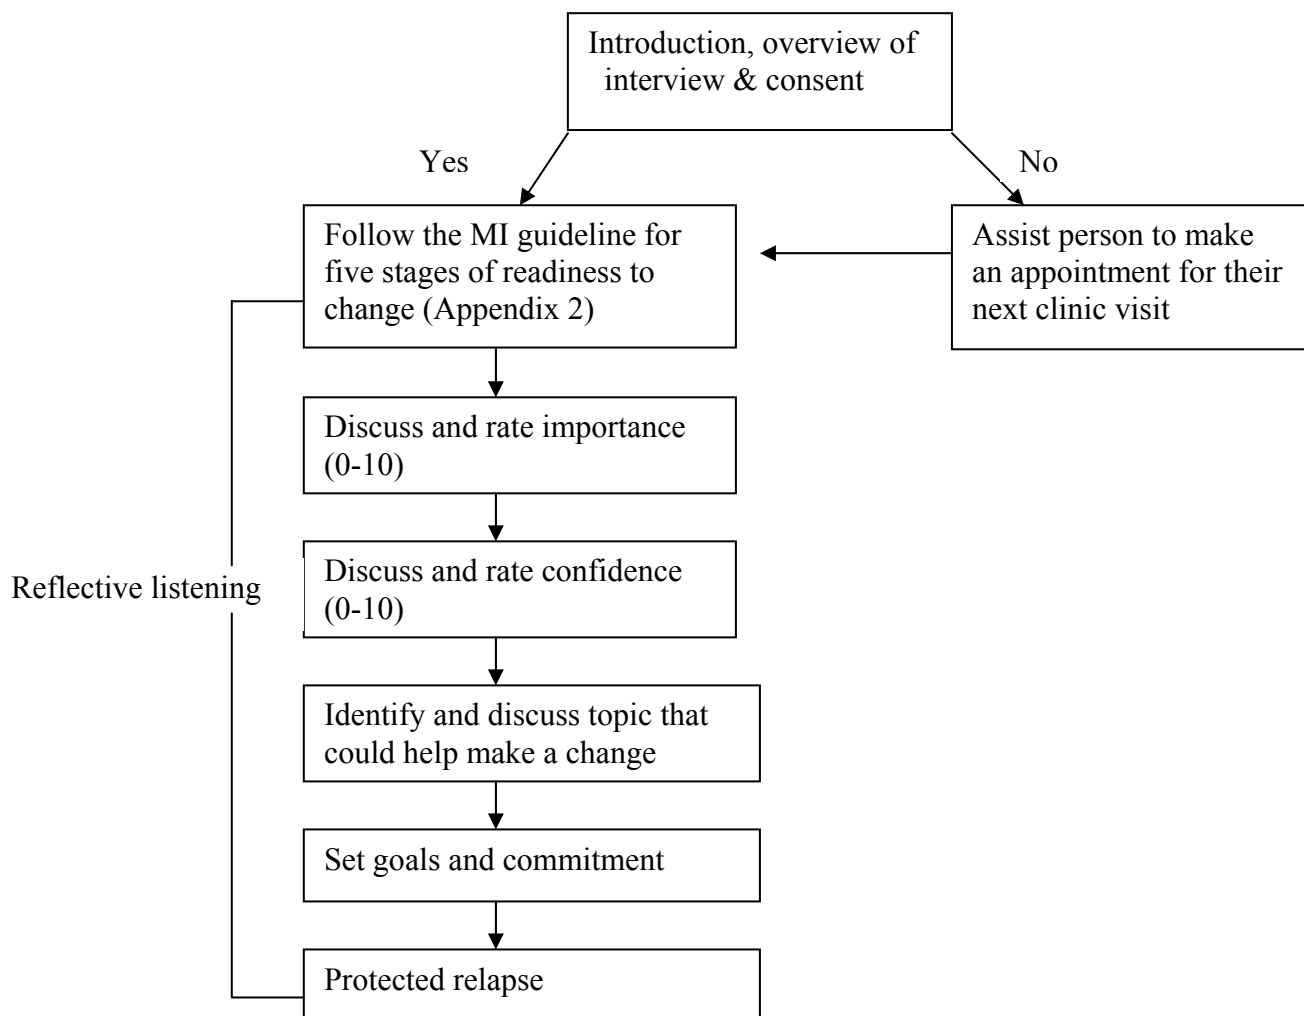 Introduction, overview of
interview & consent
Yes
No
Follow the MI guideline for
five stages of readiness to
change (Appendix 2)
Assist person to make
an appointment for their
next clinic visit
Discuss and rate importance
(0-10)
Discuss and rate confidence
(0-10)
Reflective listening
Identify and discuss topic that
could help make a change
Set goals and commitment
Protected relapse